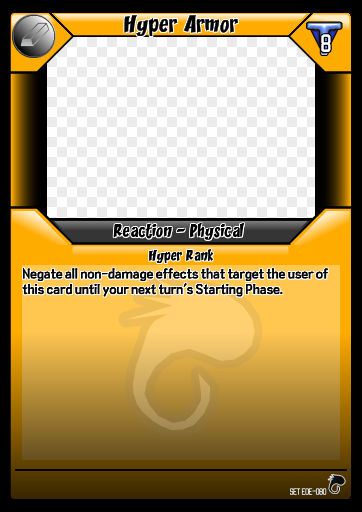 Hyper Armor
8
Reaction - Physical
Hyper Rank
Negate all non-damage effects that target the user of
this card until your next turn's Starting Phase.
SET EOE-080